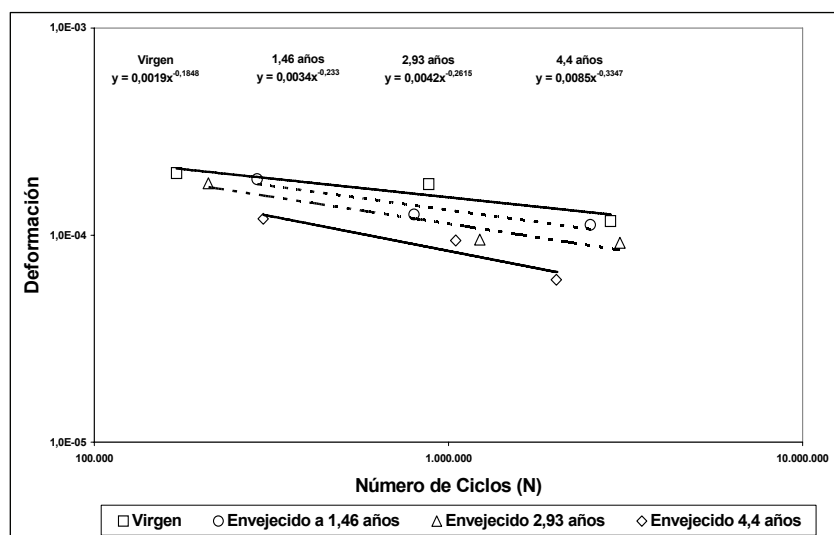 1,0E-03
Virgen 1,46 años 2,93 años 4,4 años
y = 0,0019x^-0,1848 y = 0,0034x^-0,233 y = 0,0042x^-0,2615 y = 0,0085x^-0,3347
Deformación
1,0E-04
1,0E-05
100.000 1.000.000 10.000.000
Número de Ciclos (N)
Virgen Envejecido a 1,46 años Envejecido 2,93 años Envejecido 4,4 años